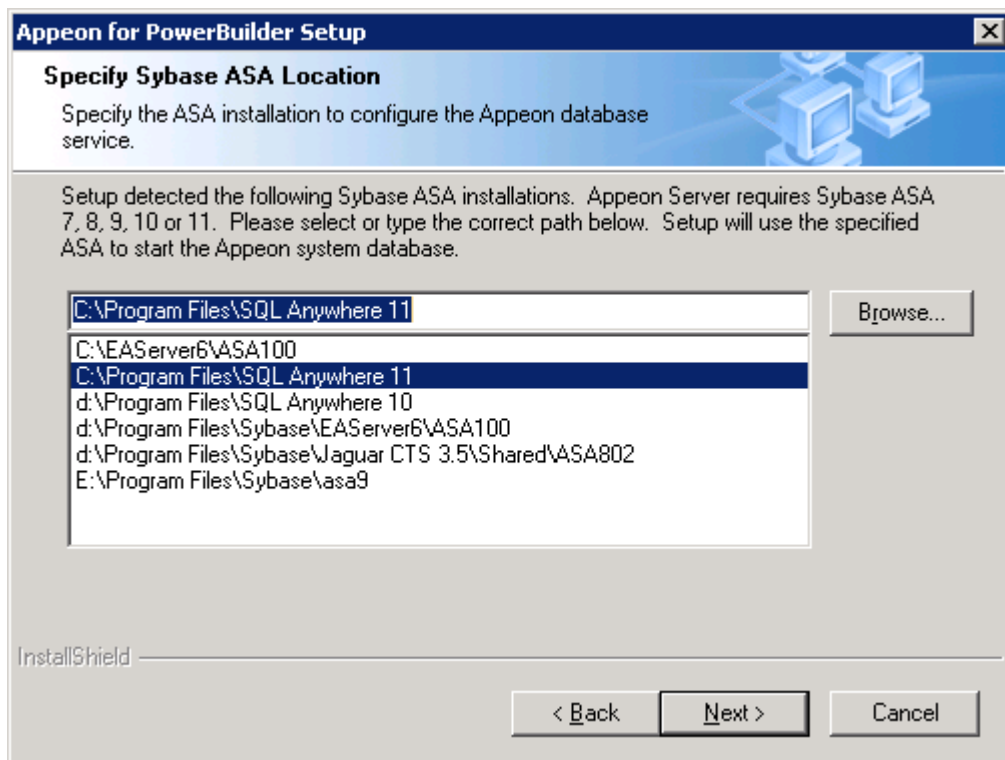 Appeon for PowerBuilder Setup
Specify Sybase ASA Location
Specify the ASA installation to configure the Appeon database
service.
Setup detected the following Sybase ASA installations.  Appeon Server requires Sybase ASA
7, 8, 9, 10 or 11.  Please select or type the correct path below.  Setup will use the specified
ASA to start the Appeon system database.
C:\Program Files\SQL Anywhere 11
Browse...
C:\EAServer6\ASA100
C:\Program Files\SQL Anywhere 11
d:\Program Files\SQL Anywhere 10
d:\Program Files\Sybase\EAServer6\ASA100
d:\Program Files\Sybase\Jaguar CTS 3.5\Shared\ASA802
E:\Program Files\Sybase\asa9
InstallShield
< Back
Next >
Cancel